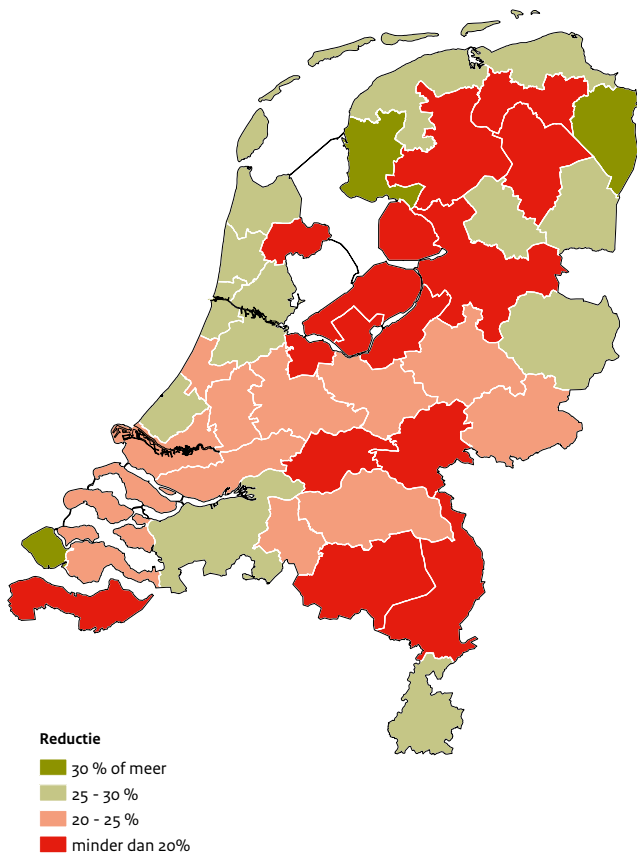 Reductie
30 % of meer
25 - 30 %
20 - 25 %
minder dan 20%